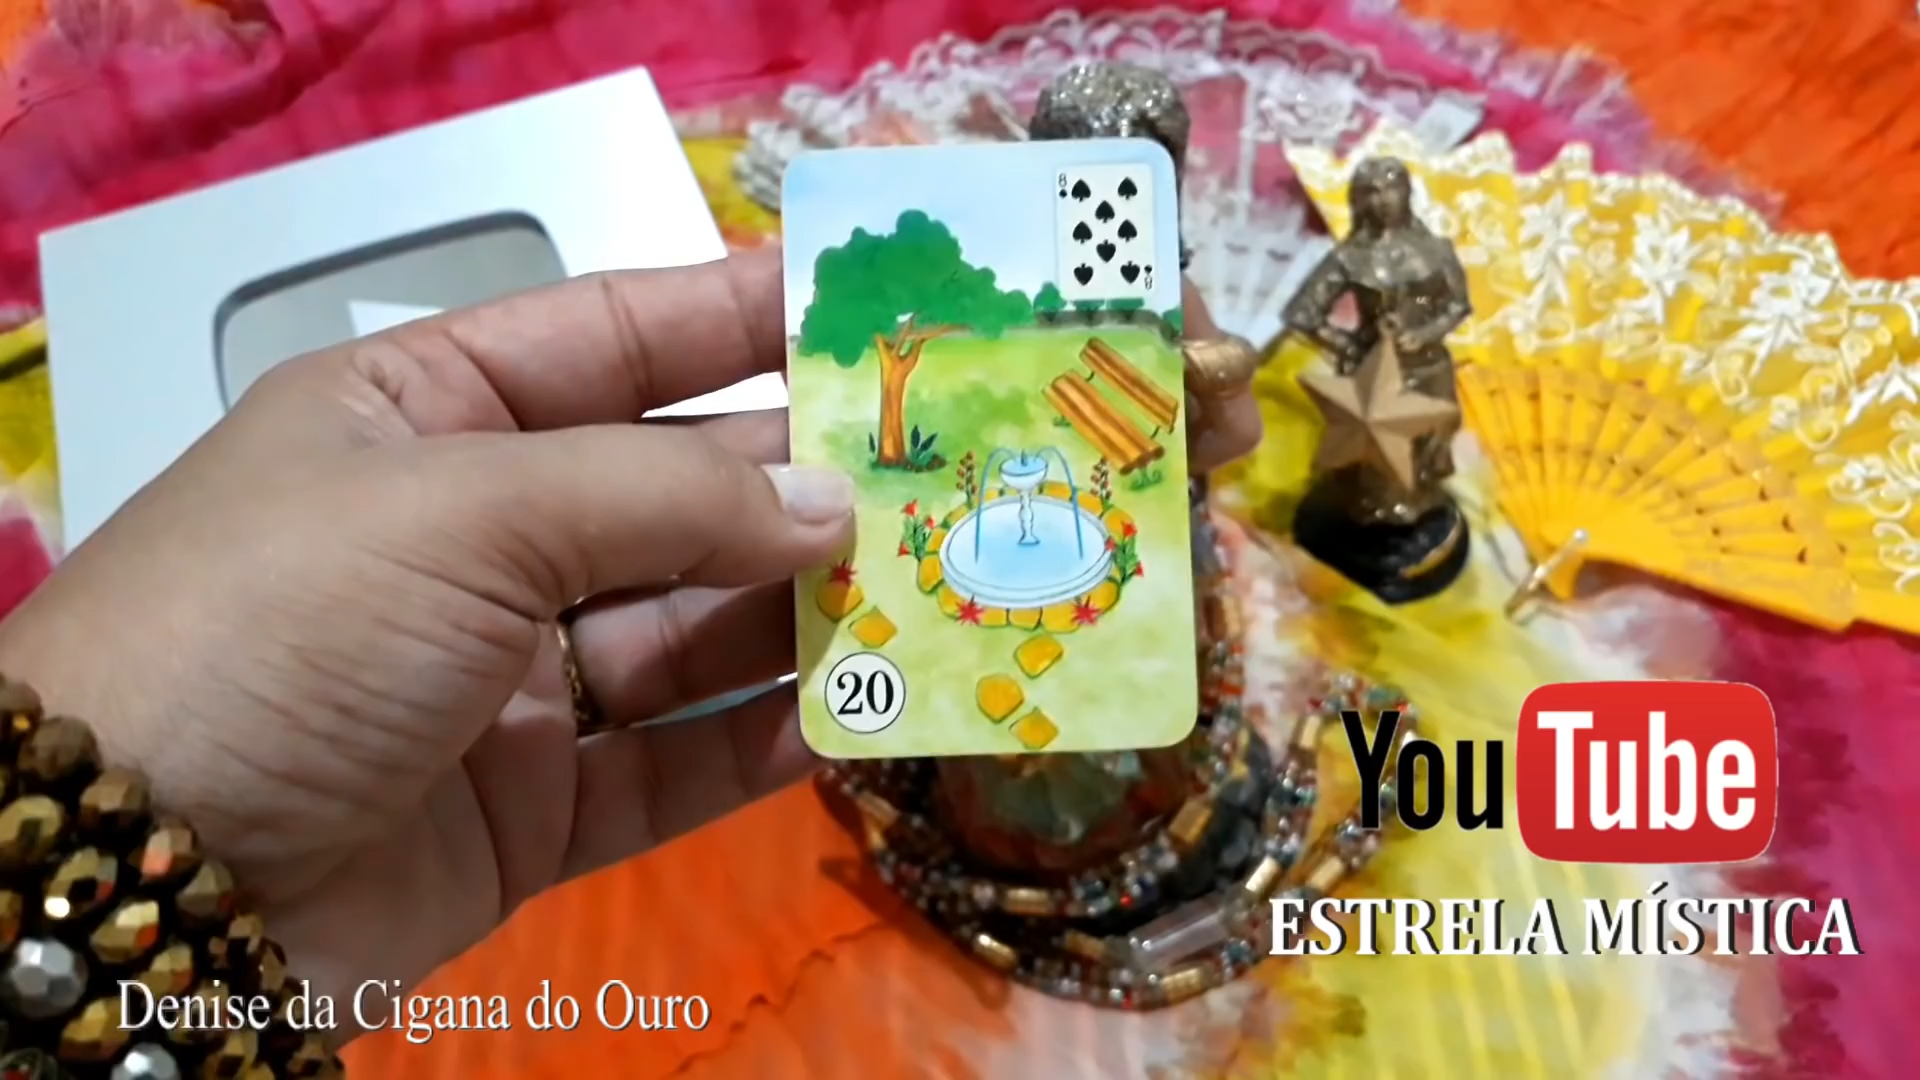 8
8
20
YouTube
ESTRELA MÍSTICA
Denise da Cigana do Ouro